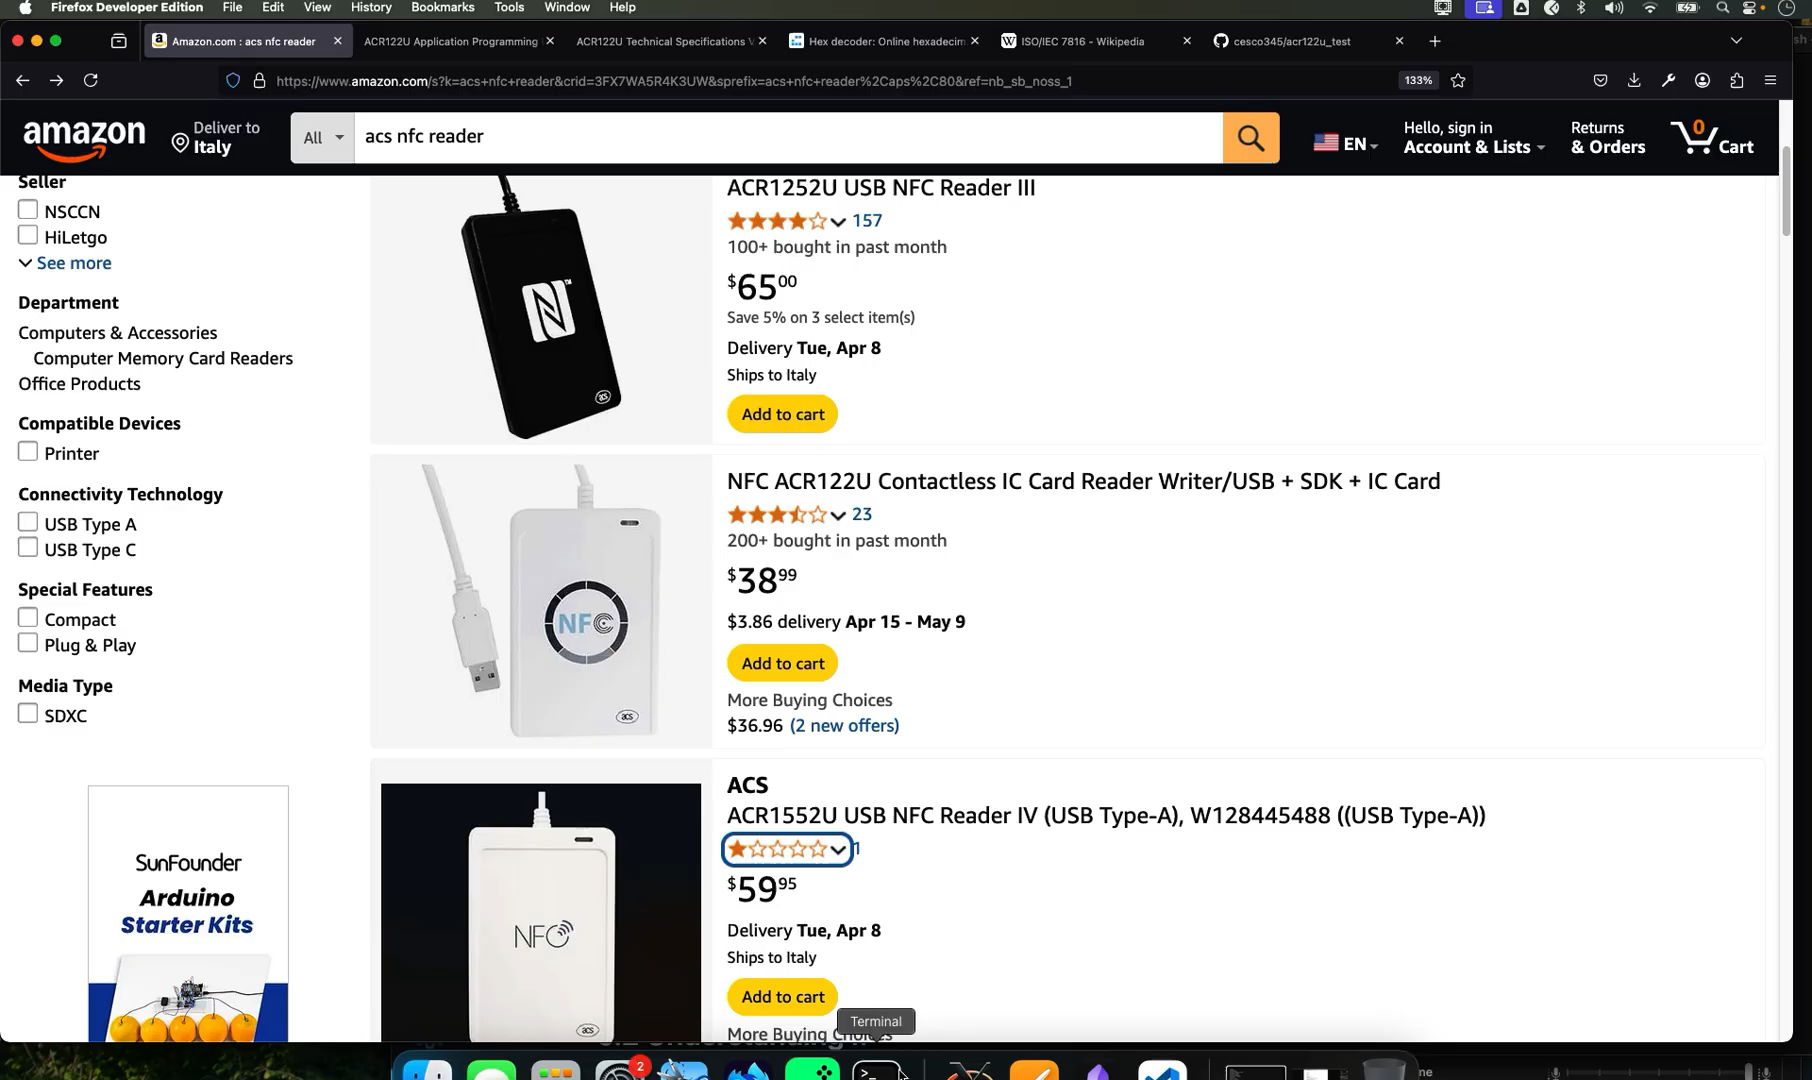 Firefox Developer Edition File Edit View History Bookmarks Tools Window Help
Amazon.com : acs nfc reader
ACR122U Application Programming
ACR122U Technical Specifications V
Hex decoder: Online hexadecim
ISO/IEC 7816 - Wikipedia
cesco345/acr122u_test
https://www.amazon.com/s?k=acs+nfc+reader&crid=3FX7WA5R4K3UW&sprefix=acs+nfc+reader%2Caps%2C80&ref=nb_sb_noss_1
133%
amazon
Deliver to
Italy
All
acs nfc reader
EN
Hello, sign in
Account & Lists
Returns
& Orders
0
Cart
Seller
NSCCN
HiLetgo
See more
Department
Computers & Accessories
Computer Memory Card Readers
Office Products
Compatible Devices
Printer
Connectivity Technology
USB Type A
USB Type C
Special Features
Compact
Plug & Play
Media Type
SDXC
SunFounder
Arduino
Starter Kits
ACR1252U USB NFC Reader III
157
100+ bought in past month
$65 00
Save 5% on 3 select item(s)
Delivery Tue, Apr 8
Ships to Italy
Add to cart
acs
NFC ACR122U Contactless IC Card Reader Writer/USB + SDK + IC Card
23
200+ bought in past month
$38 99
$3.86 delivery Apr 15 - May 9
Add to cart
More Buying Choices
$36.96 (2 new offers)
NFC
acs
ACS
ACR1552U USB NFC Reader IV (USB Type-A), W128445488 ((USB Type-A))
1
$59 95
Delivery Tue, Apr 8
Ships to Italy
Add to cart
More Buying Choices
NFC
acs
Terminal
2